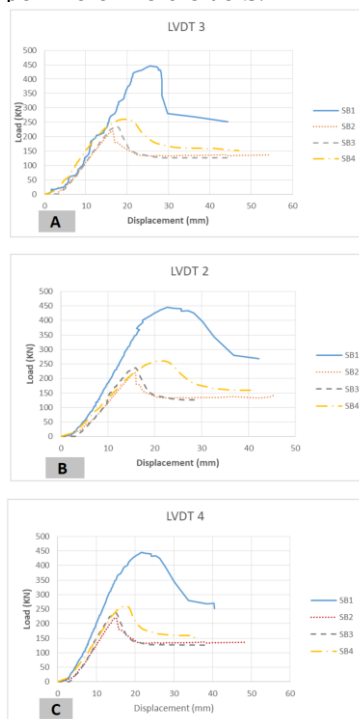 LVDT 3
500
450
400
350
300
250
200
150
100
50
0
Load (KN)
0 10 20 30 40 50 60
Displacement (mm)
SB1
SB2
SB3
SB4
A
LVDT 2
500
450
400
350
300
250
200
150
100
50
0
Load (KN)
0 10 20 30 40 50
Displacement (mm)
SB1
SB2
SB3
SB4
B
LVDT 4
500
450
400
350
300
250
200
150
100
50
0
Load (KN)
0 10 20 30 40 50 60
Displacement (mm)
SB1
SB2
SB3
SB4
C